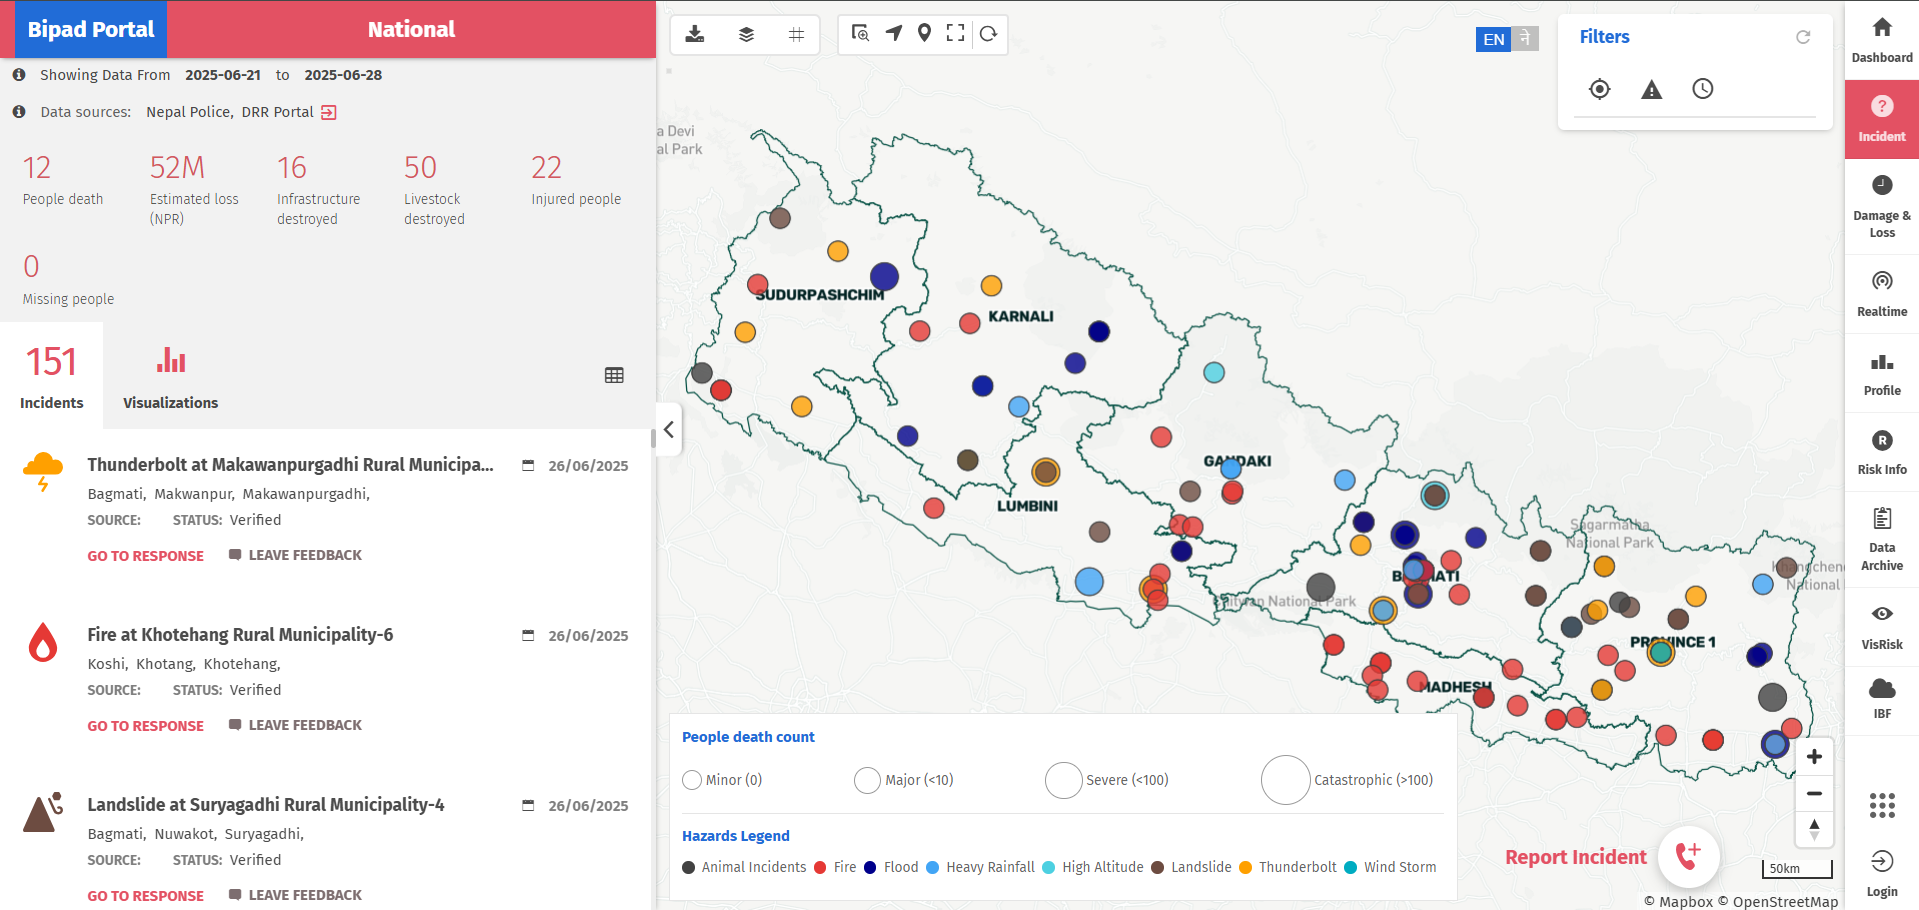 Bipad Portal
National
Showing Data From 2025-06-21 to 2025-06-28
Data sources: Nepal Police, DRR Portal
12
People death
52M
Estimated loss
(NPR)
16
Infrastructure
destroyed
50
Livestock
destroyed
22
Injured people
0
Missing people
151
Incidents
Visualizations
Thunderbolt at Makawanpurgadhi Rural Municipa...
26/06/2025
Bagmati, Makwanpur, Makawanpurgadhi,
SOURCE: STATUS: Verified
GO TO RESPONSE LEAVE FEEDBACK
Fire at Khotehang Rural Municipality-6
26/06/2025
Koshi, Khotang, Khotehang,
SOURCE: STATUS: Verified
GO TO RESPONSE LEAVE FEEDBACK
Landslide at Suryagadhi Rural Municipality-4
26/06/2025
Bagmati, Nuwakot, Suryagadhi,
SOURCE: STATUS: Verified
GO TO RESPONSE LEAVE FEEDBACK
EN ने
Filters
a Devi
al Park
SUDURPASHCHIM
KARNALI
GANDAKI
LUMBINI
Sagarmatha
National Park
BAGMATI
Chitwan National Park
National
PROVINCE 1
MADHESH
People death count
Minor (0)
Major (<10)
Severe (<100)
Catastrophic (>100)
Hazards Legend
Animal Incidents
Fire
Flood
Heavy Rainfall
High Altitude
Landslide
Thunderbolt
Wind Storm
Report Incident
50km
© Mapbox © OpenStreetMap
Dashboard
Incident
Damage &
Loss
Realtime
Profile
R
Risk Info
Data
Archive
VisRisk
IBF
Login